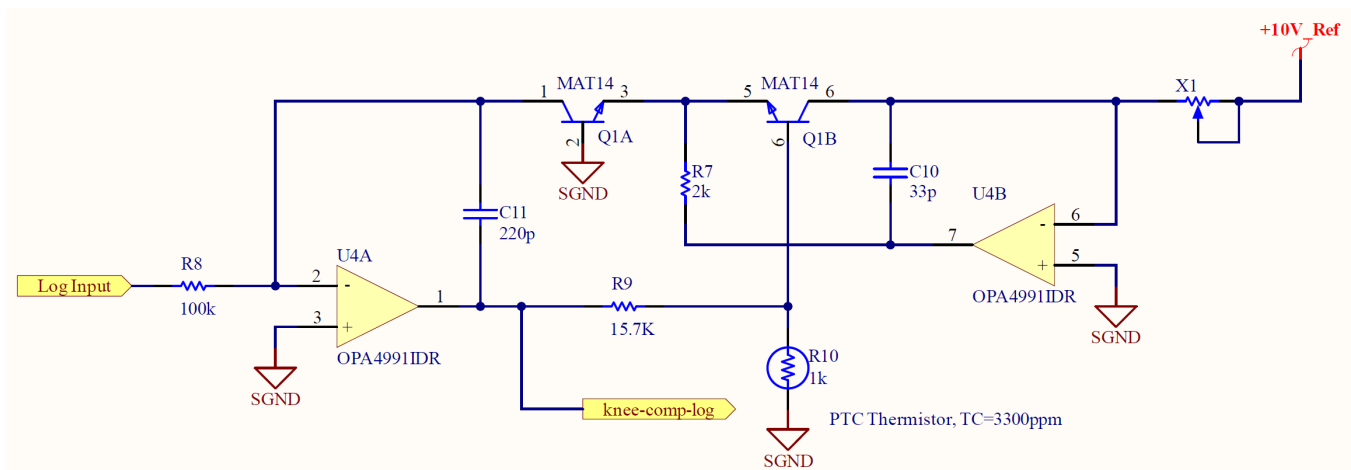 +10V_Ref
MAT14
MAT14
X1
1
3
5
6
Q1A
Q1B
2
6
SGND
R7
2k
C10
33p
U4B
6
-
C11
220p
7
5
+
U4A
R8
Log Input
2
-
R9
OPA4991IDR
1
100k
3
+
15.7K
SGND
OPA4991IDR
R10
1k
SGND
knee-comp-log
PTC Thermistor, TC=3300ppm
SGND